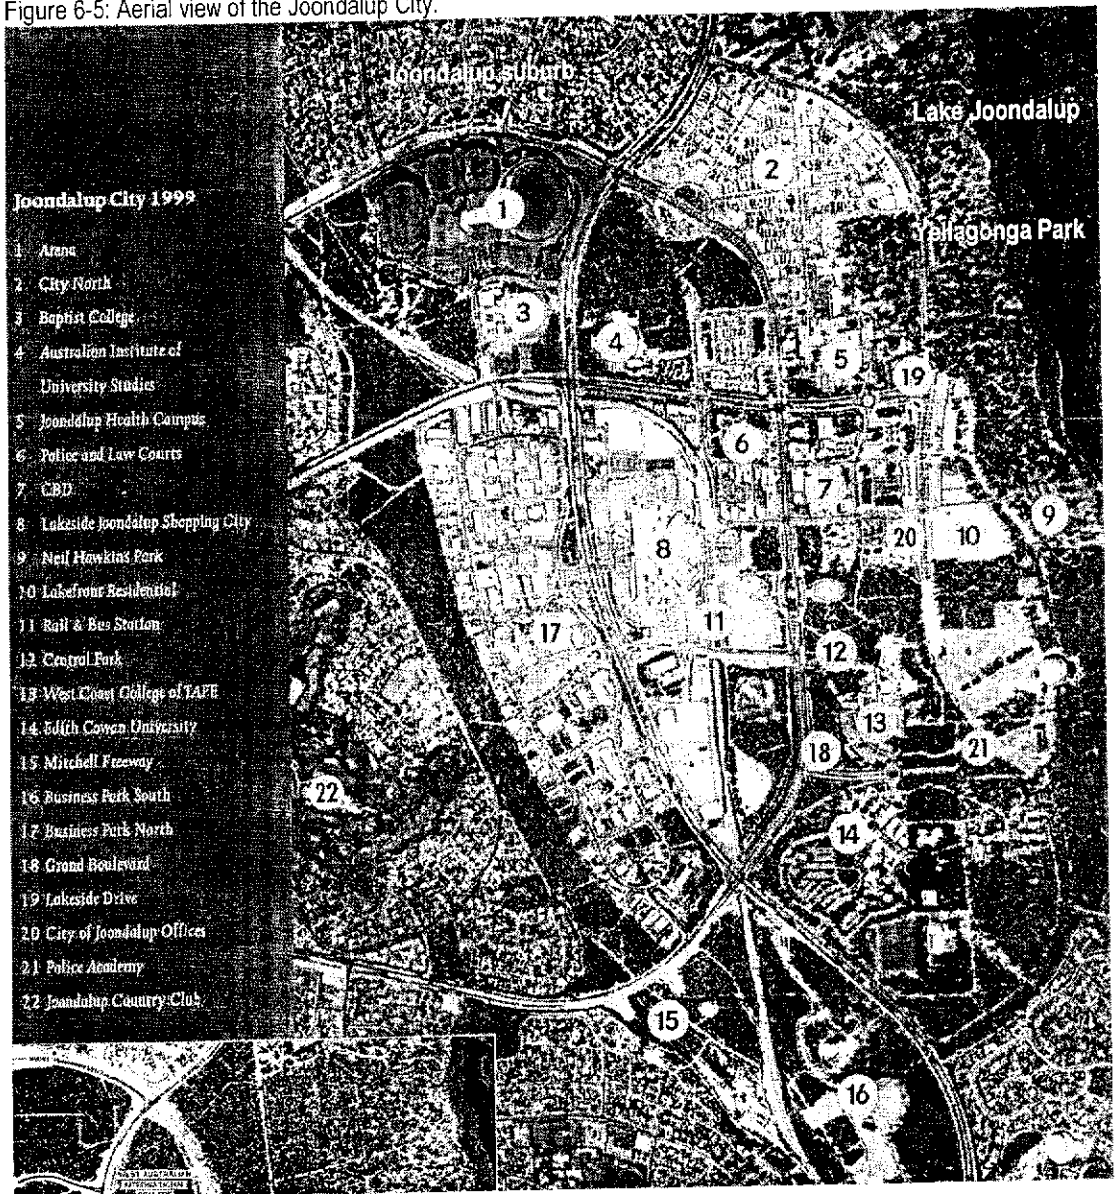 Figure 6-5: Aerial view of the Joondalup City.
Joondalup suburb
Lake Joondalup
Yellagonga Park
Joondalup City 1999
1 Arena
2 City North
3 Baptist College
4 Australian Institute of
University Studies
5 Joondalup Health Campus
6 Police and Law Courts
7 CBD
8 Lakeside Joondalup Shopping City
9 Neil Hawkins Park
10 Lakefront Residential
11 Rail & Bus Station
12 Central Park
13 West Coast College of TAFE
14 Edith Cowan University
15 Mitchell Freeway
16 Business Park South
17 Business Park North
18 Grand Boulevard
19 Lakeside Drive
20 City of Joondalup Offices
21 Police Academy
22 Joondalup Country Club
1
2
3
4
5
19
6
7
9
8
20
10
17
11
12
13
18
21
22
14
15
16